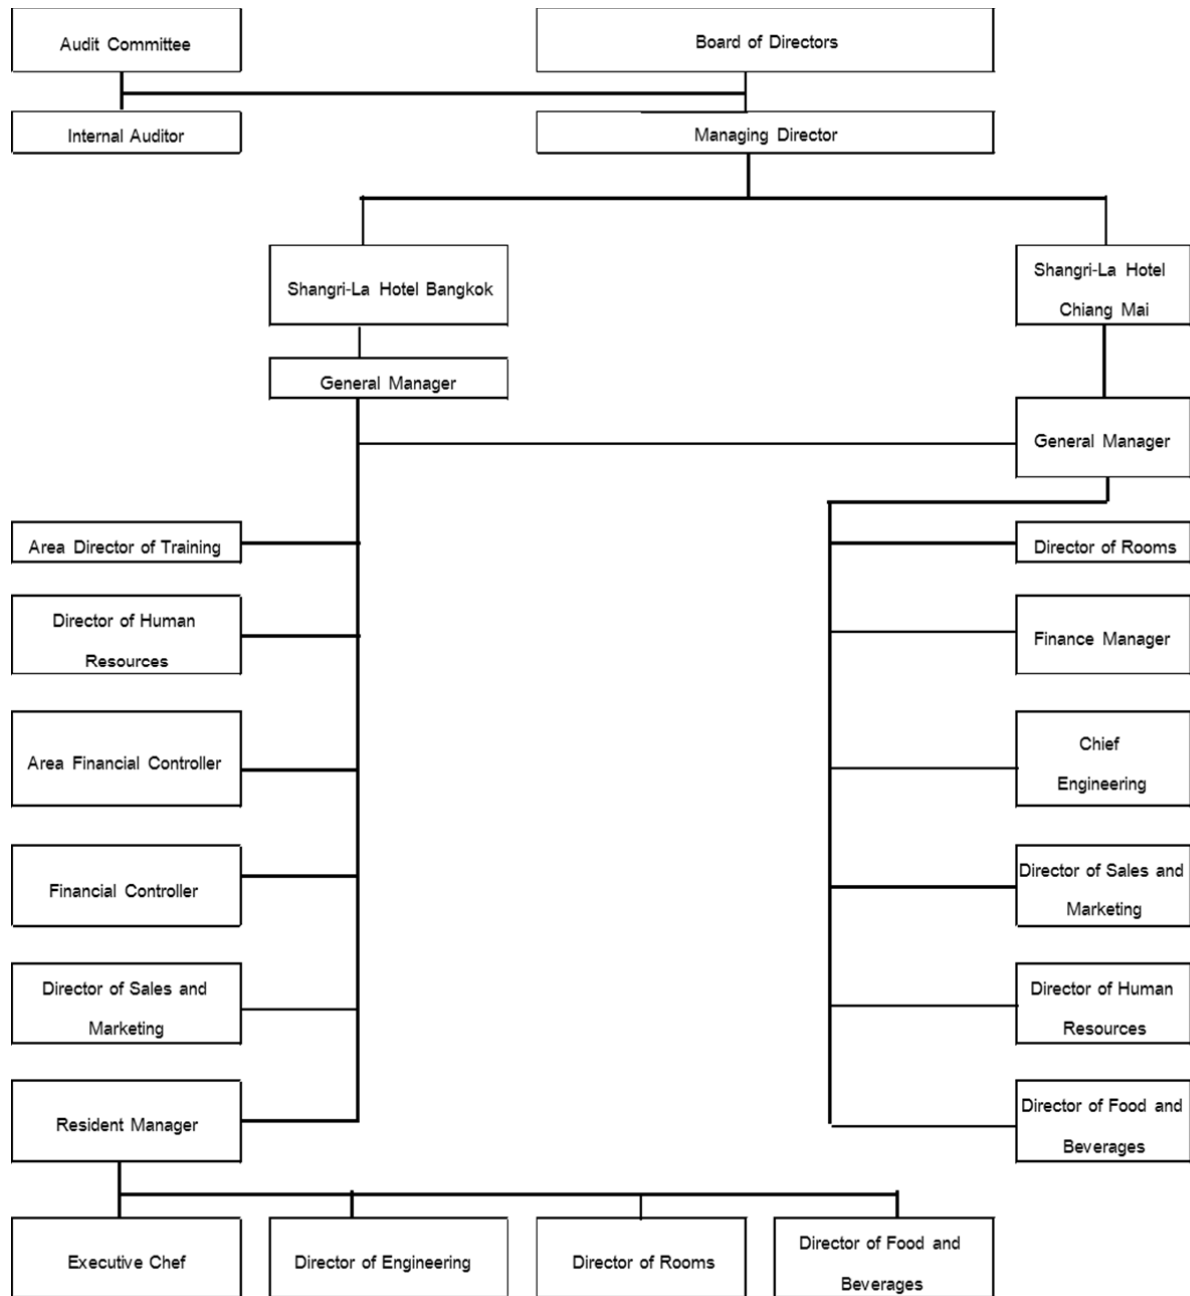 Audit Committee
Board of Directors
Internal Auditor
Managing Director
Shangri-La Hotel Bangkok
Shangri-La Hotel
Chiang Mai
General Manager
General Manager
Area Director of Training
Director of Rooms
Director of Human
Resources
Finance Manager
Area Financial Controller
Chief
Engineering
Financial Controller
Director of Sales and
Marketing
Director of Sales and
Marketing
Director of Human
Resources
Resident Manager
Director of Food and
Beverages
Executive Chef
Director of Engineering
Director of Rooms
Director of Food and
Beverages